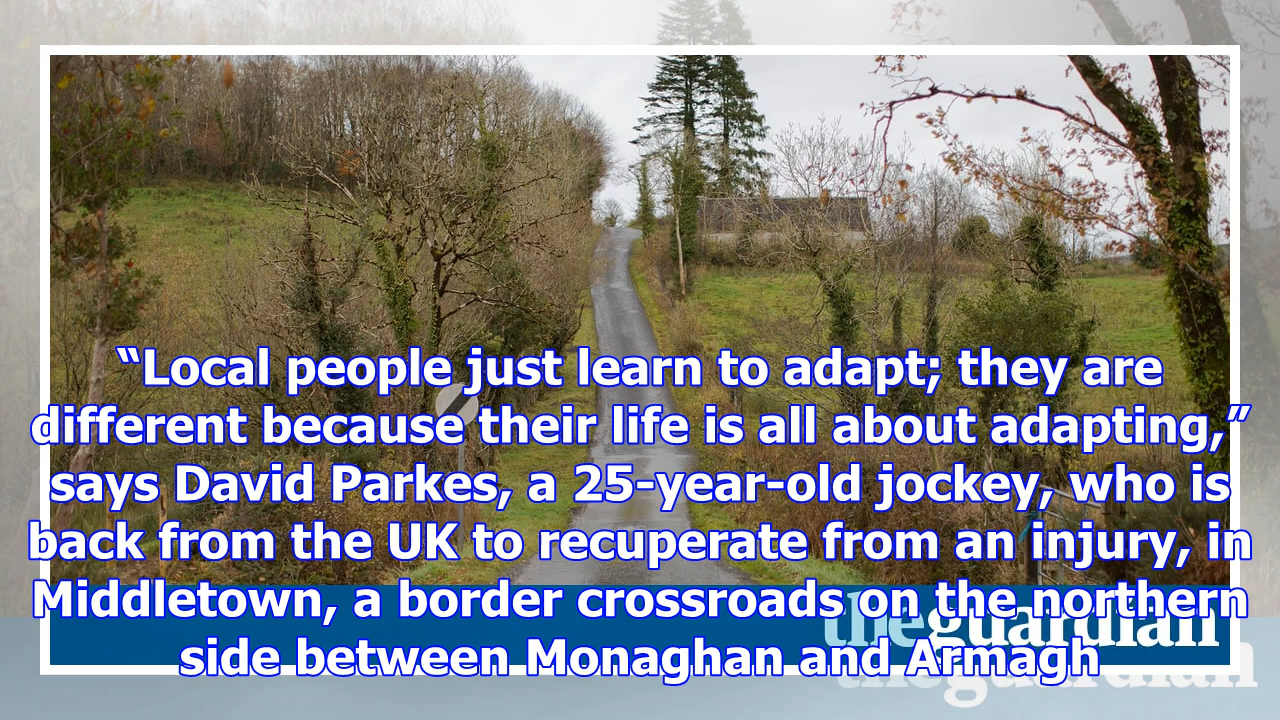 “Local people just learn to adapt; they are
different because their life is all about adapting,”
says David Parkes, a 25-year-old jockey, who is
back from the UK to recuperate from an injury, in
Middletown, a border crossroads on the northern
side between Monaghan and Armagh
theguardian
theguardian